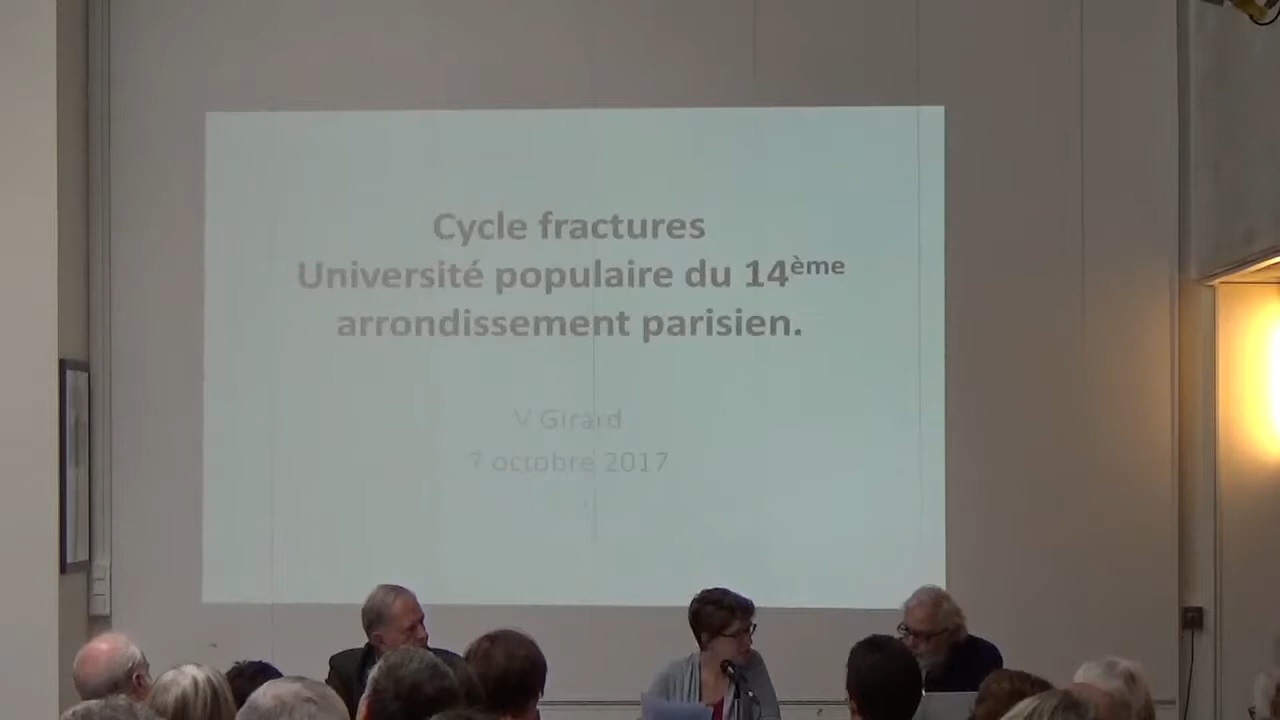 Cycle fractures
Université populaire du 14ème
arrondissement parisien.
V Girard
7 octobre 2017